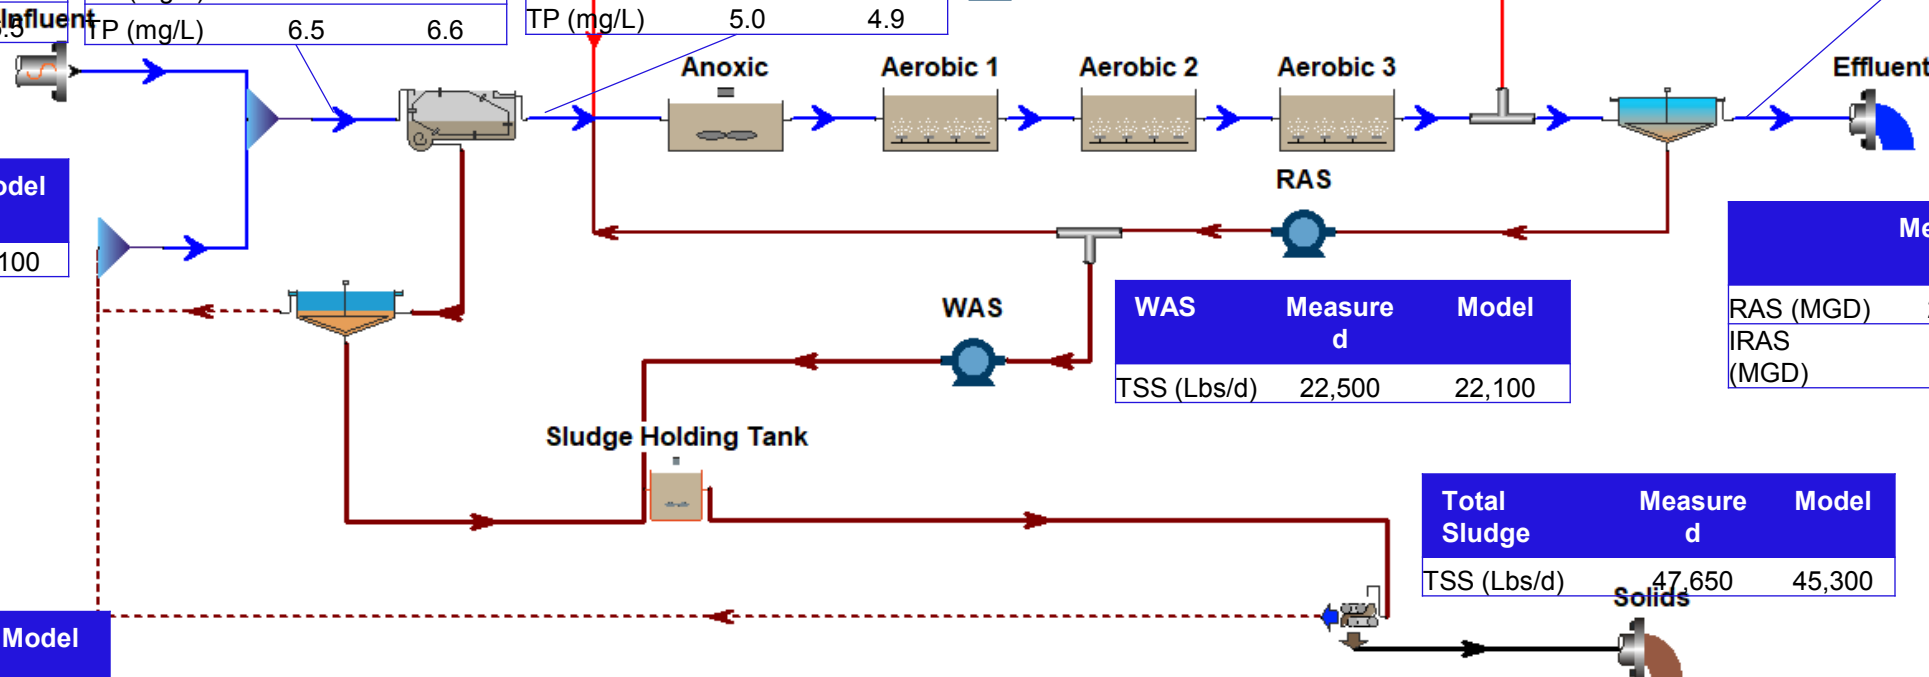 Influent
TP (mg/L) 6.5 6.6
TP (mg/L) 5.0 4.9
Anoxic
Aerobic 1
Aerobic 2
Aerobic 3
Effluent
RAS
odel
100
WAS
WAS Measure Model
d
TSS (Lbs/d) 22,500 22,100
Me
RAS (MGD)
IRAS
(MGD)
Sludge Holding Tank
Total Measure Model
Sludge d
TSS (Lbs/d) 47,650 45,300
Solids
Model